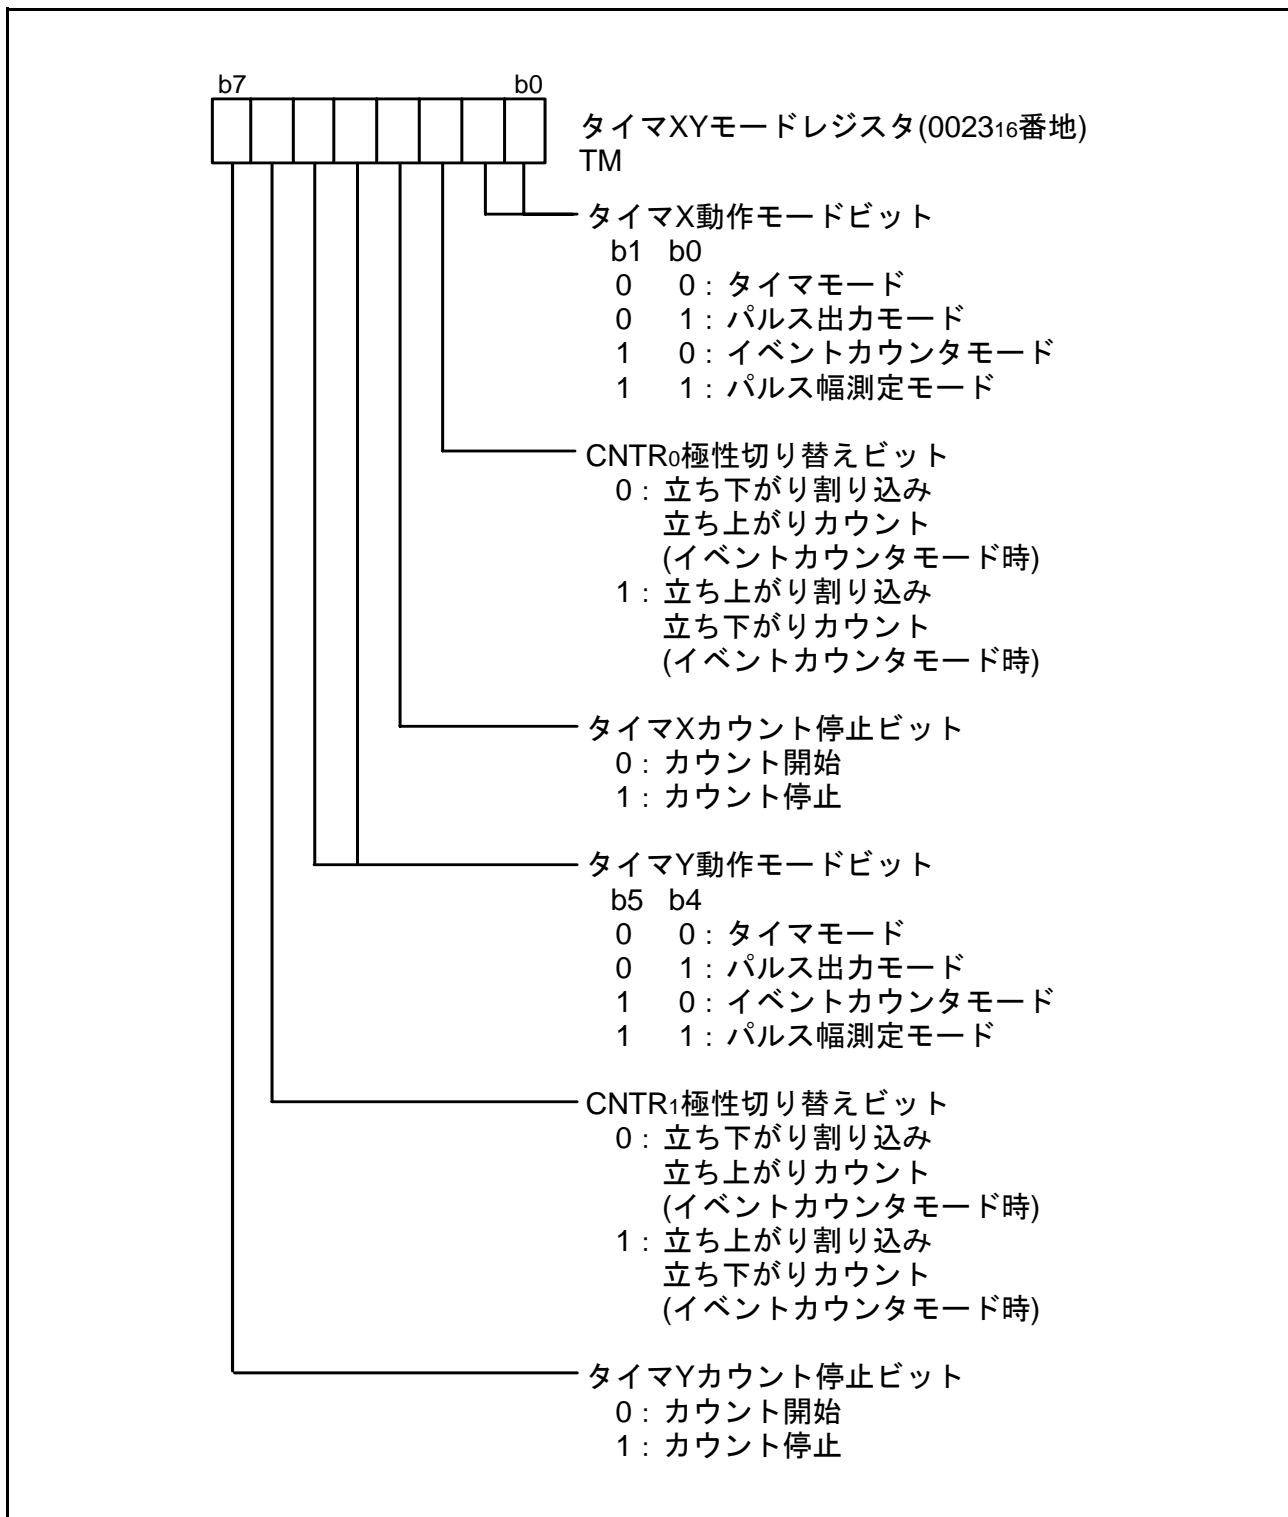 b7 b0
タイマXYモードレジスタ(002316番地)
TM
タイマX動作モードビット
b1 b0
0 0：タイマモード
0 1：パルス出力モード
1 0：イベントカウンタモード
1 1：パルス幅測定モード
CNTR0極性切り替えビット
0：立ち下がり割り込み
立ち上がりカウント
(イベントカウンタモード時)
1：立ち上がり割り込み
立ち下がりカウント
(イベントカウンタモード時)
タイマXカウント停止ビット
0：カウント開始
1：カウント停止
タイマY動作モードビット
b5 b4
0 0：タイマモード
0 1：パルス出力モード
1 0：イベントカウンタモード
1 1：パルス幅測定モード
CNTR1極性切り替えビット
0：立ち下がり割り込み
立ち上がりカウント
(イベントカウンタモード時)
1：立ち上がり割り込み
立ち下がりカウント
(イベントカウンタモード時)
タイマYカウント停止ビット
0：カウント開始
1：カウント停止